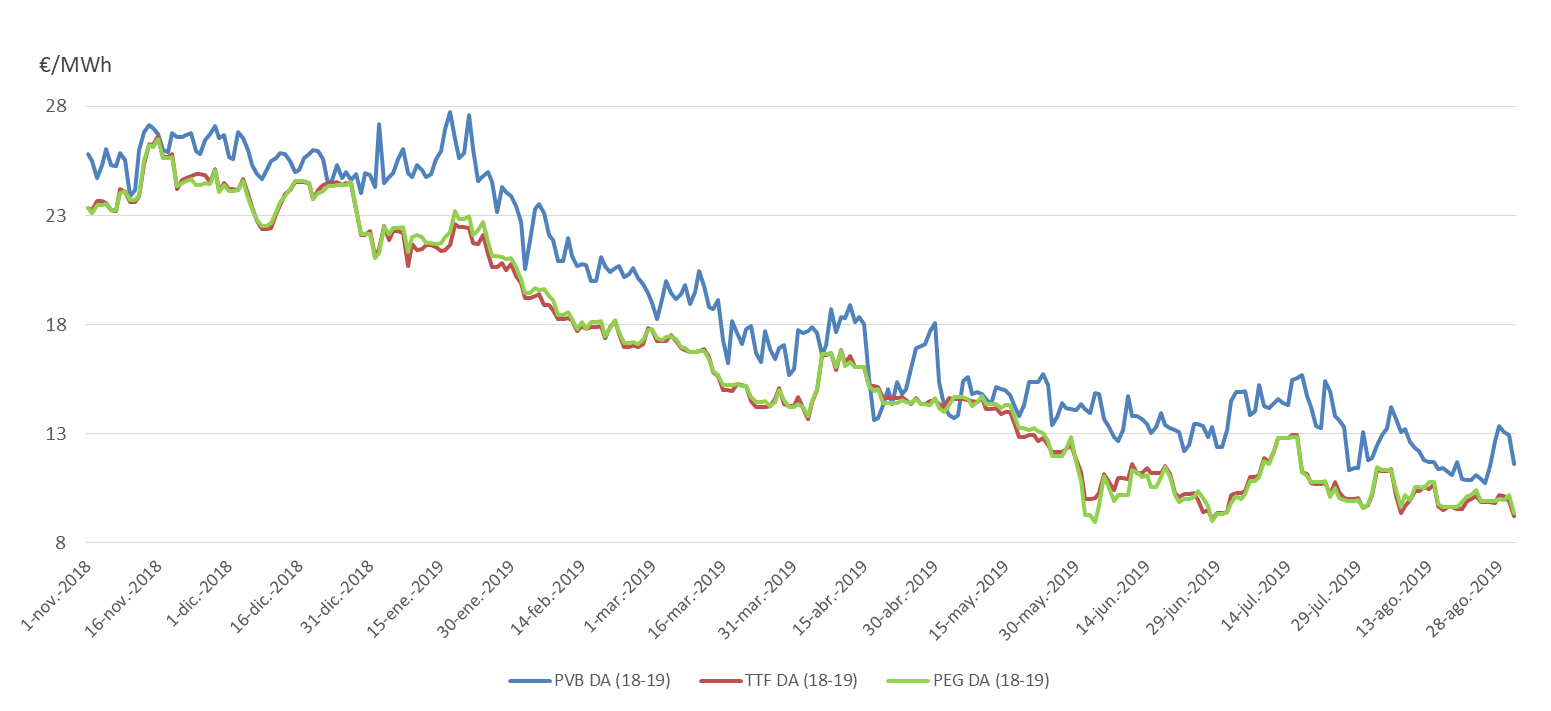 €/MWh
28
23
18
13
8
1-nov.-2018
16-nov.-2018
1-dic.-2018
16-dic.-2018
31-dic.-2018
15-ene.-2019
30-ene.-2019
14-feb.-2019
1-mar.-2019
16-mar.-2019
31-mar.-2019
15-abr.-2019
30-abr.-2019
15-may.-2019
30-may.-2019
14-jun.-2019
29-jun.-2019
14-jul.-2019
29-jul.-2019
13-ago.-2019
28-ago.-2019
PVB DA (18-19) TTF DA (18-19) PEG DA (18-19)